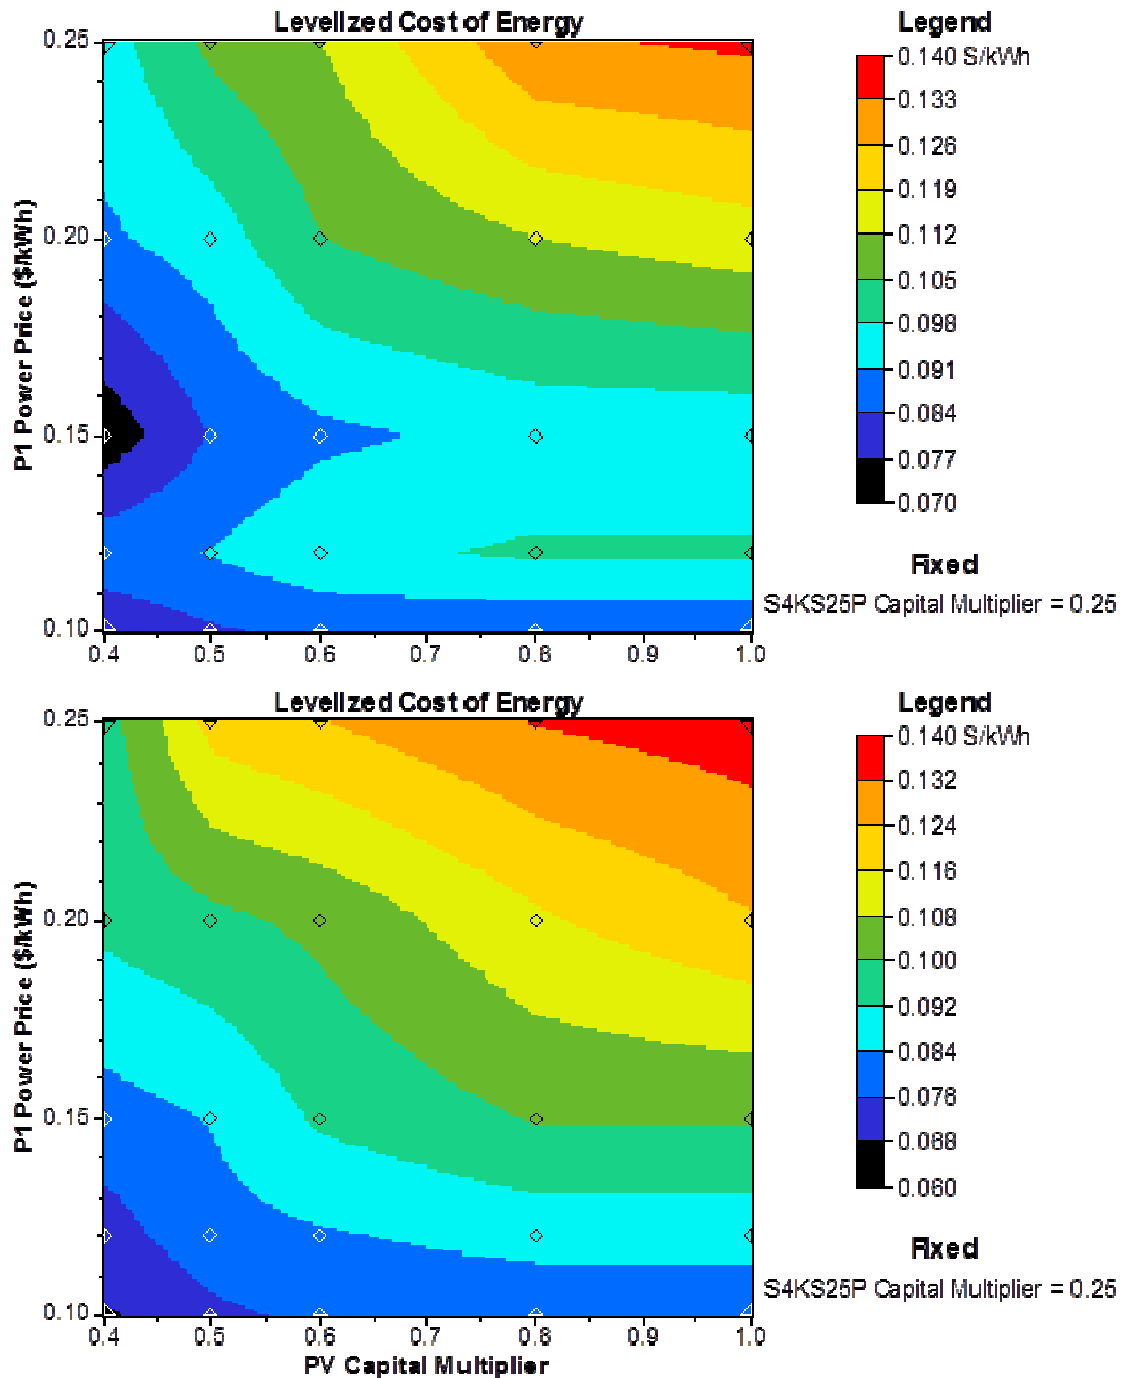 Levelized Cost of Energy
Legend
0.25
0.20
0.15
0.10
P1 Power Price ($/kWh)
0.4 0.5 0.6 0.7 0.8 0.9 1.0
0.140 $/kWh
0.133
0.126
0.119
0.112
0.105
0.098
0.091
0.084
0.077
0.070
Fixed
S4KS25P Capital Multiplier = 0.25
Levelized Cost of Energy
Legend
0.25
0.20
0.15
0.10
P1 Power Price ($/kWh)
0.4 0.5 0.6 0.7 0.8 0.9 1.0
PV Capital Multiplier
0.140 $/kWh
0.132
0.124
0.116
0.108
0.100
0.092
0.084
0.076
0.068
0.060
Fixed
S4KS25P Capital Multiplier = 0.25